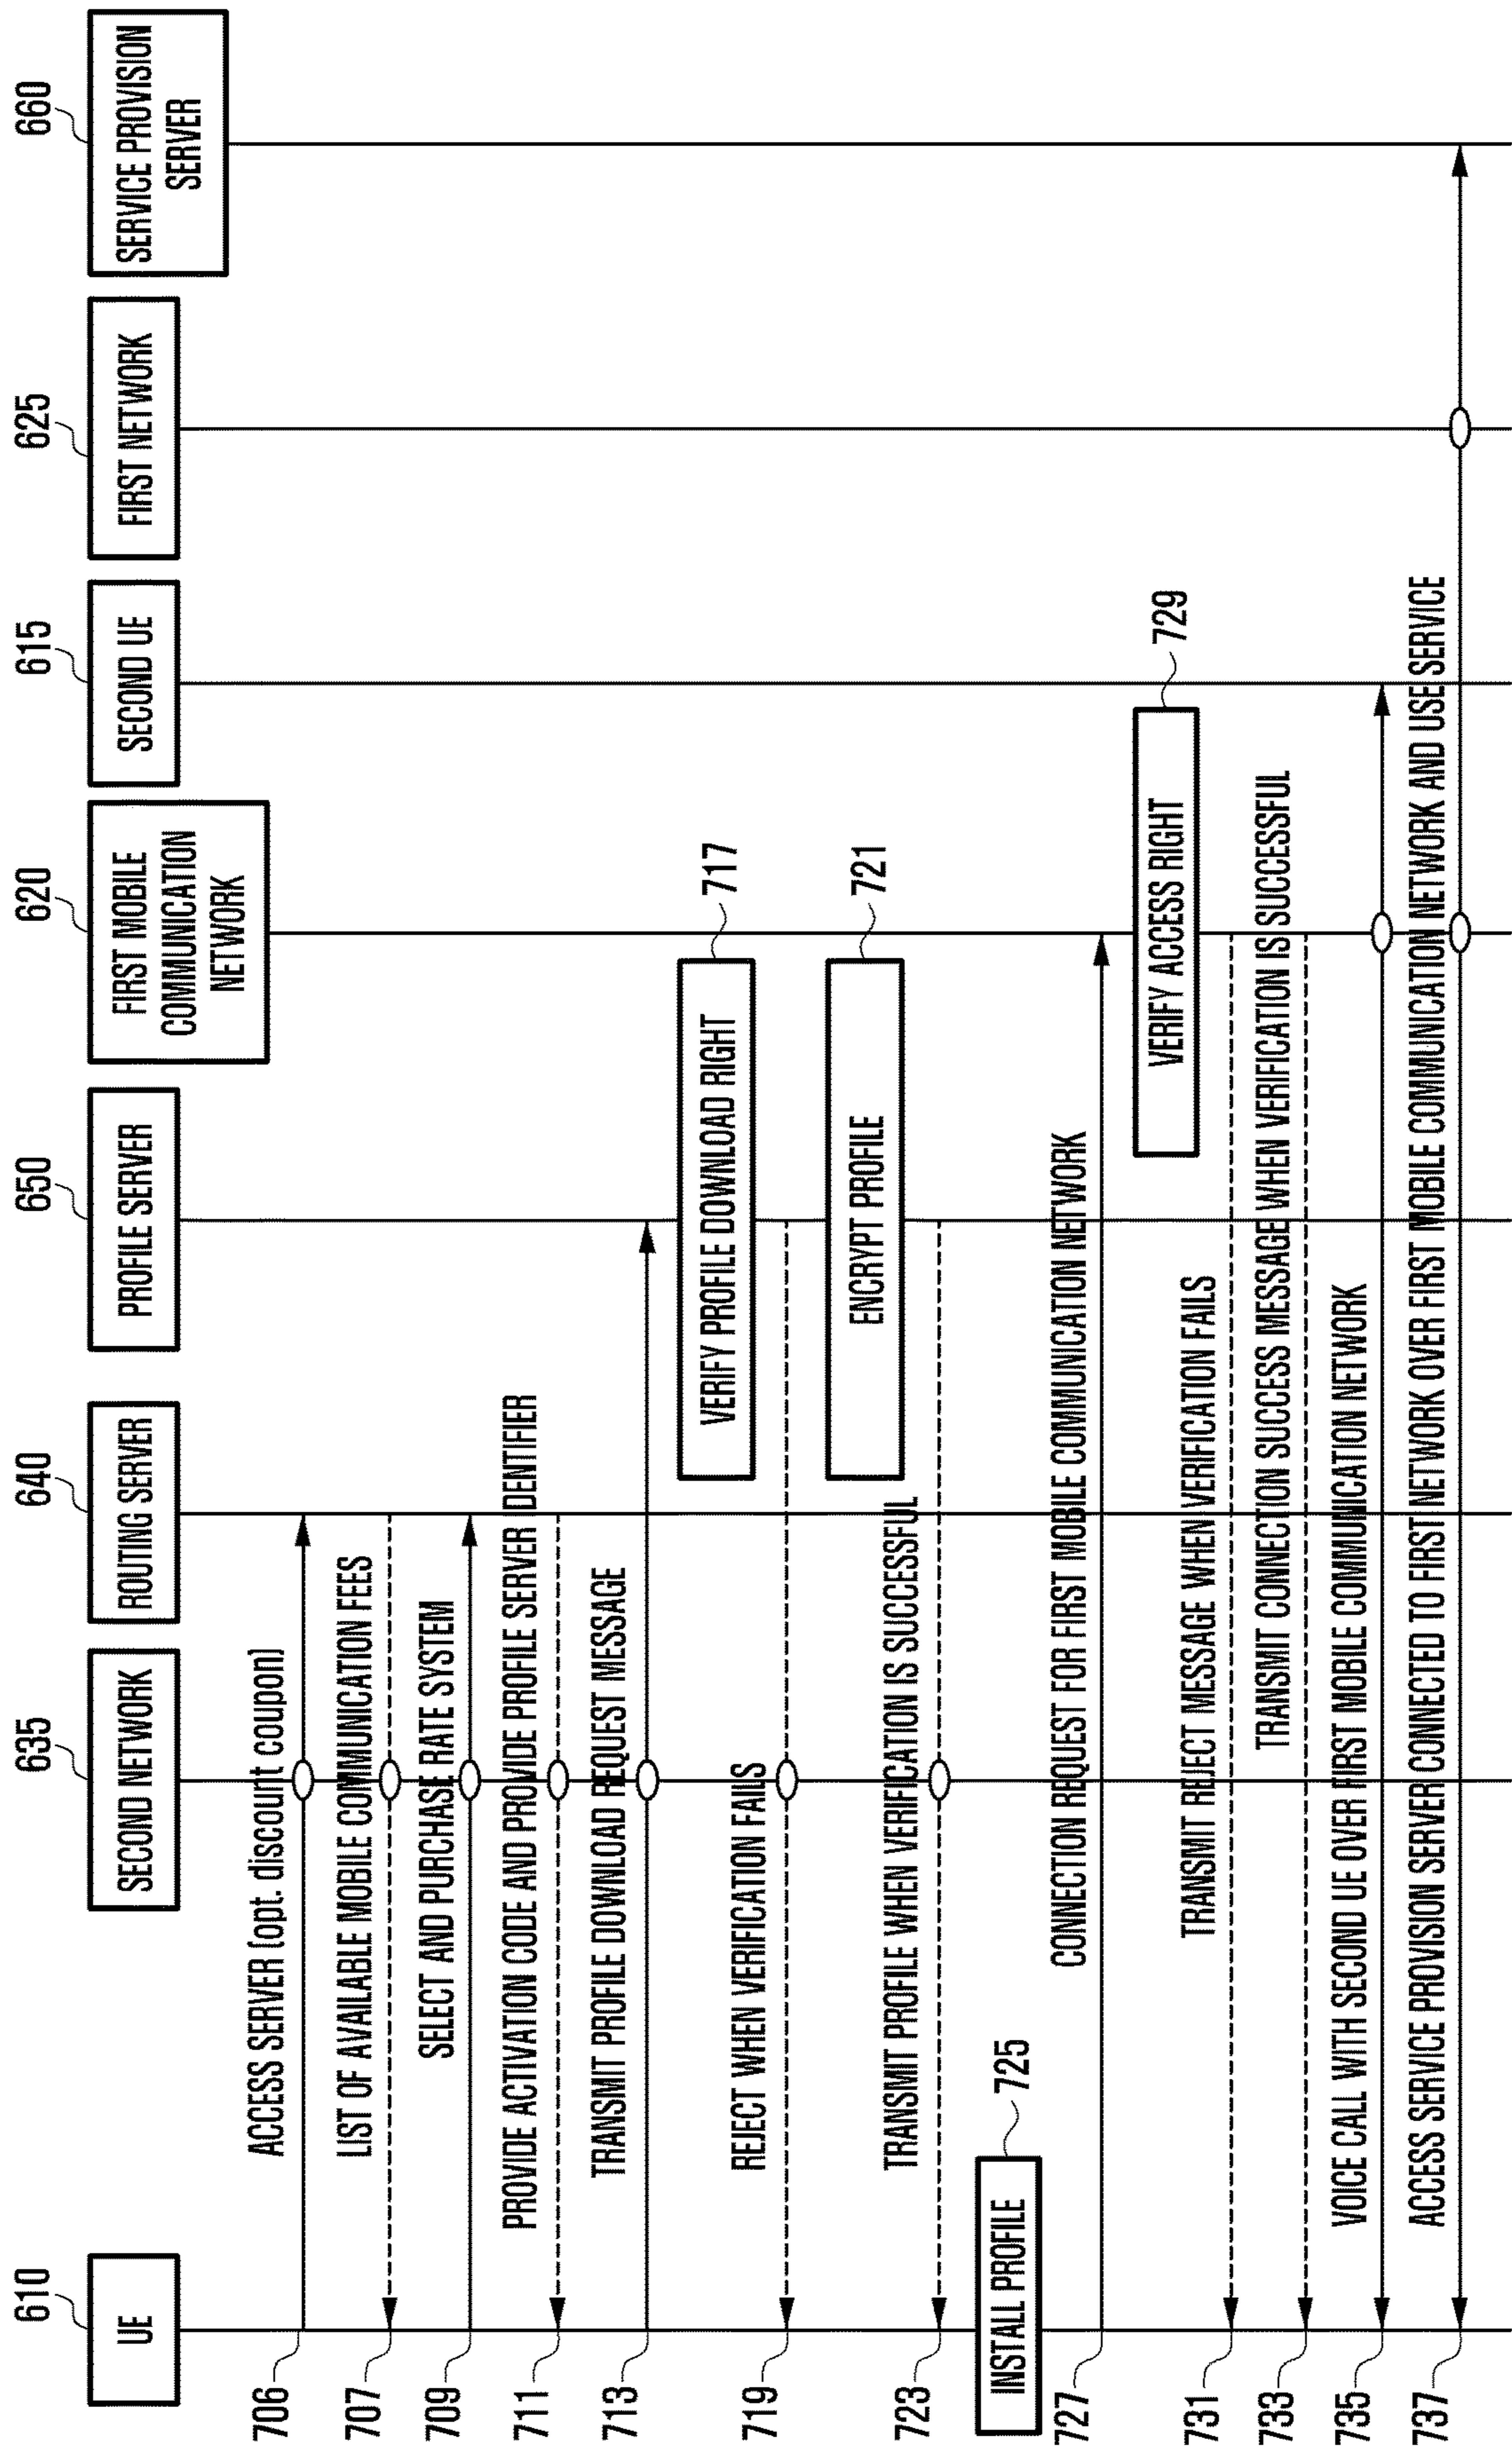 610
635
640
650
620
615
625
660
UE
SECOND NETWORK
ROUTING SERVER
PROFILE SERVER
FIRST MOBILE
COMMUNICATION
NETWORK
SECOND UE
FIRST NETWORK
SERVICE PROVISION
SERVER
706
ACCESS SERVER (opt. discount coupon)
707
LIST OF AVAILABLE MOBILE COMMUNICATION FEES
709
SELECT AND PURCHASE RATE SYSTEM
711
PROVIDE ACTIVATION CODE AND PROVIDE PROFILE SERVER IDENTIFIER
713
TRANSMIT PROFILE DOWNLOAD REQUEST MESSAGE
VERIFY PROFILE DOWNLOAD RIGHT
717
719
REJECT WHEN VERIFICATION FAILS
ENCRYPT PROFILE
721
723
TRANSMIT PROFILE WHEN VERIFICATION IS SUCCESSFUL
INSTALL PROFILE
725
727
CONNECTION REQUEST FOR FIRST MOBILE COMMUNICATION NETWORK
VERIFY ACCESS RIGHT
729
731
TRANSMIT REJECT MESSAGE WHEN VERIFICATION FAILS
733
TRANSMIT CONNECTION SUCCESS MESSAGE WHEN VERIFICATION IS SUCCESSFUL
735
VOICE CALL WITH SECOND UE OVER FIRST MOBILE COMMUNICATION NETWORK
737
ACCESS SERVICE PROVISION SERVER CONNECTED TO FIRST NETWORK OVER FIRST MOBILE COMMUNICATION NETWORK AND USE SERVICE